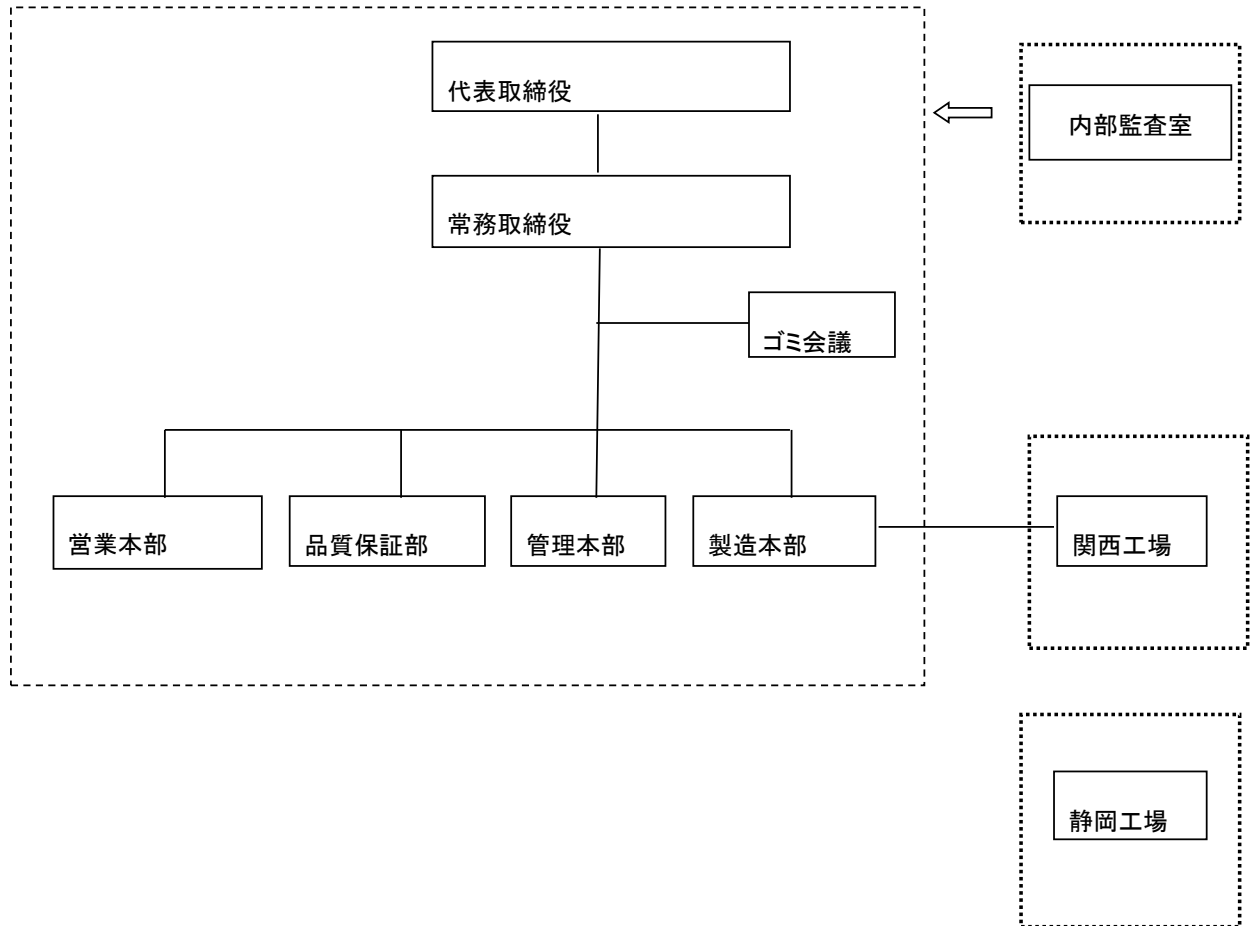 代表取締役
内部監査室
常務取締役
ゴミ会議
営業本部
品質保証部
管理本部
製造本部
関西工場
静岡工場